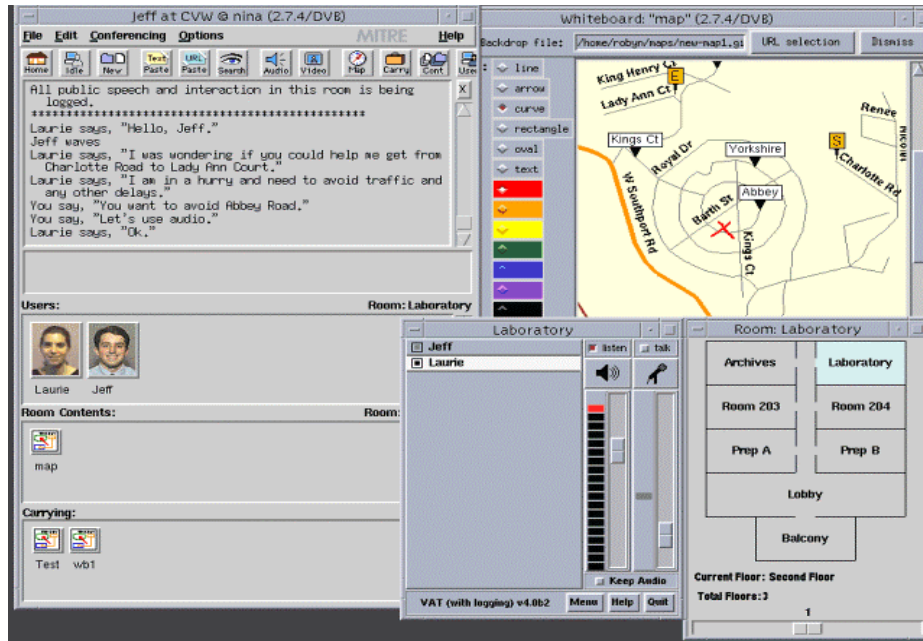 Jeff at CVW @ nina (2.7.4/DVB)
File Edit Conferencing Options MITRE Help
Home Idle New Text Paste URL Paste Search Audio Video Map Carry Cont User
All public speech and interaction in this room is being
logged.
***********************************************
Laurie says, "Hello, Jeff."
Jeff waves
Laurie says, "I was wondering if you could help me get from
Charlotte Road to Lady Ann Court."
Laurie says, "I am in a hurry and need to avoid traffic and
any other delays."
You say, "You want to avoid Abbey Road."
You say, "Let's use audio."
Laurie says, "Ok."
X
Users: Room: Laboratory
Laurie Jeff
Room Contents: Room:
map
Carrying:
Test wb1
Whiteboard: "map" (2.7.4/DVB)
Backdrop file: /home/robyn/maps/new-map1.gi URL selection Dismiss
line
arrow
curve
rectangle
oval
text
King Henry Ct
E
Lady Ann Ct
Renee
Nicoli
Kings Ct
Royal Dr
Yorkshire
S
Charlotte Rd
W Southport Rd
Barth St
Abbey
Kings Ct
Laboratory
Jeff
Laurie
listen talk
Keep Audio
VAT (with logging) v4.0b2 Menu Help Quit
Room: Laboratory
Archives Laboratory
Room 203 Room 204
Prep A Prep B
Lobby
Balcony
Current Floor: Second Floor
Total Floors: 3
1